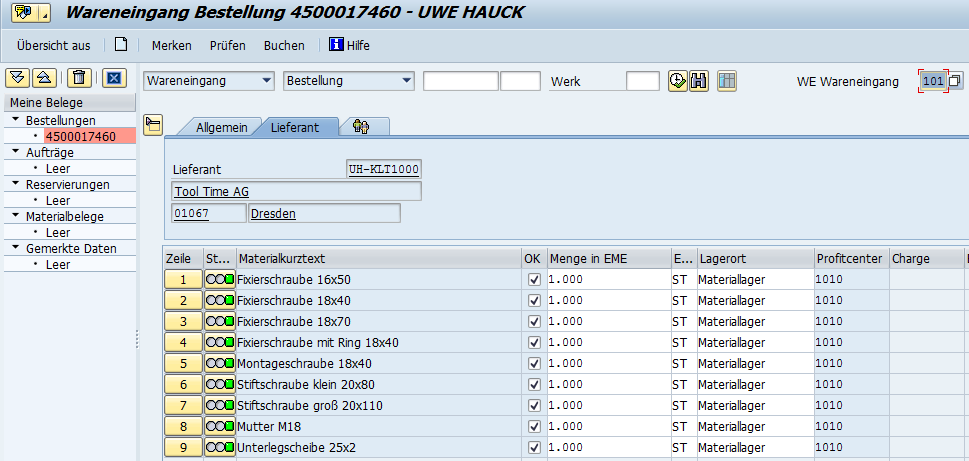 Wareneingang Bestellung 4500017460 - UWE HAUCK
Übersicht aus Merken Prüfen Buchen Hilfe
Wareneingang Bestellung Werk WE Wareneingang 101
Meine Belege
Bestellungen
4500017460
Aufträge
Leer
Reservierungen
Leer
Materialbelege
Leer
Gemerkte Daten
Leer
Allgemein Lieferant
Lieferant UH-KLT1000
Tool Time AG
01067 Dresden
Zeile St... Materialkurztext OK Menge in EME E... Lagerort Profitcenter Charge
1 Fixierschraube 16x50 1.000 ST Materiallager 1010
2 Fixierschraube 18x40 1.000 ST Materiallager 1010
3 Fixierschraube 18x70 1.000 ST Materiallager 1010
4 Fixierschraube mit Ring 18x40 1.000 ST Materiallager 1010
5 Montageschraube 18x40 1.000 ST Materiallager 1010
6 Stiftschraube klein 20x80 1.000 ST Materiallager 1010
7 Stiftschraube groß 20x110 1.000 ST Materiallager 1010
8 Mutter M18 1.000 ST Materiallager 1010
9 Unterlegscheibe 25x2 1.000 ST Materiallager 1010